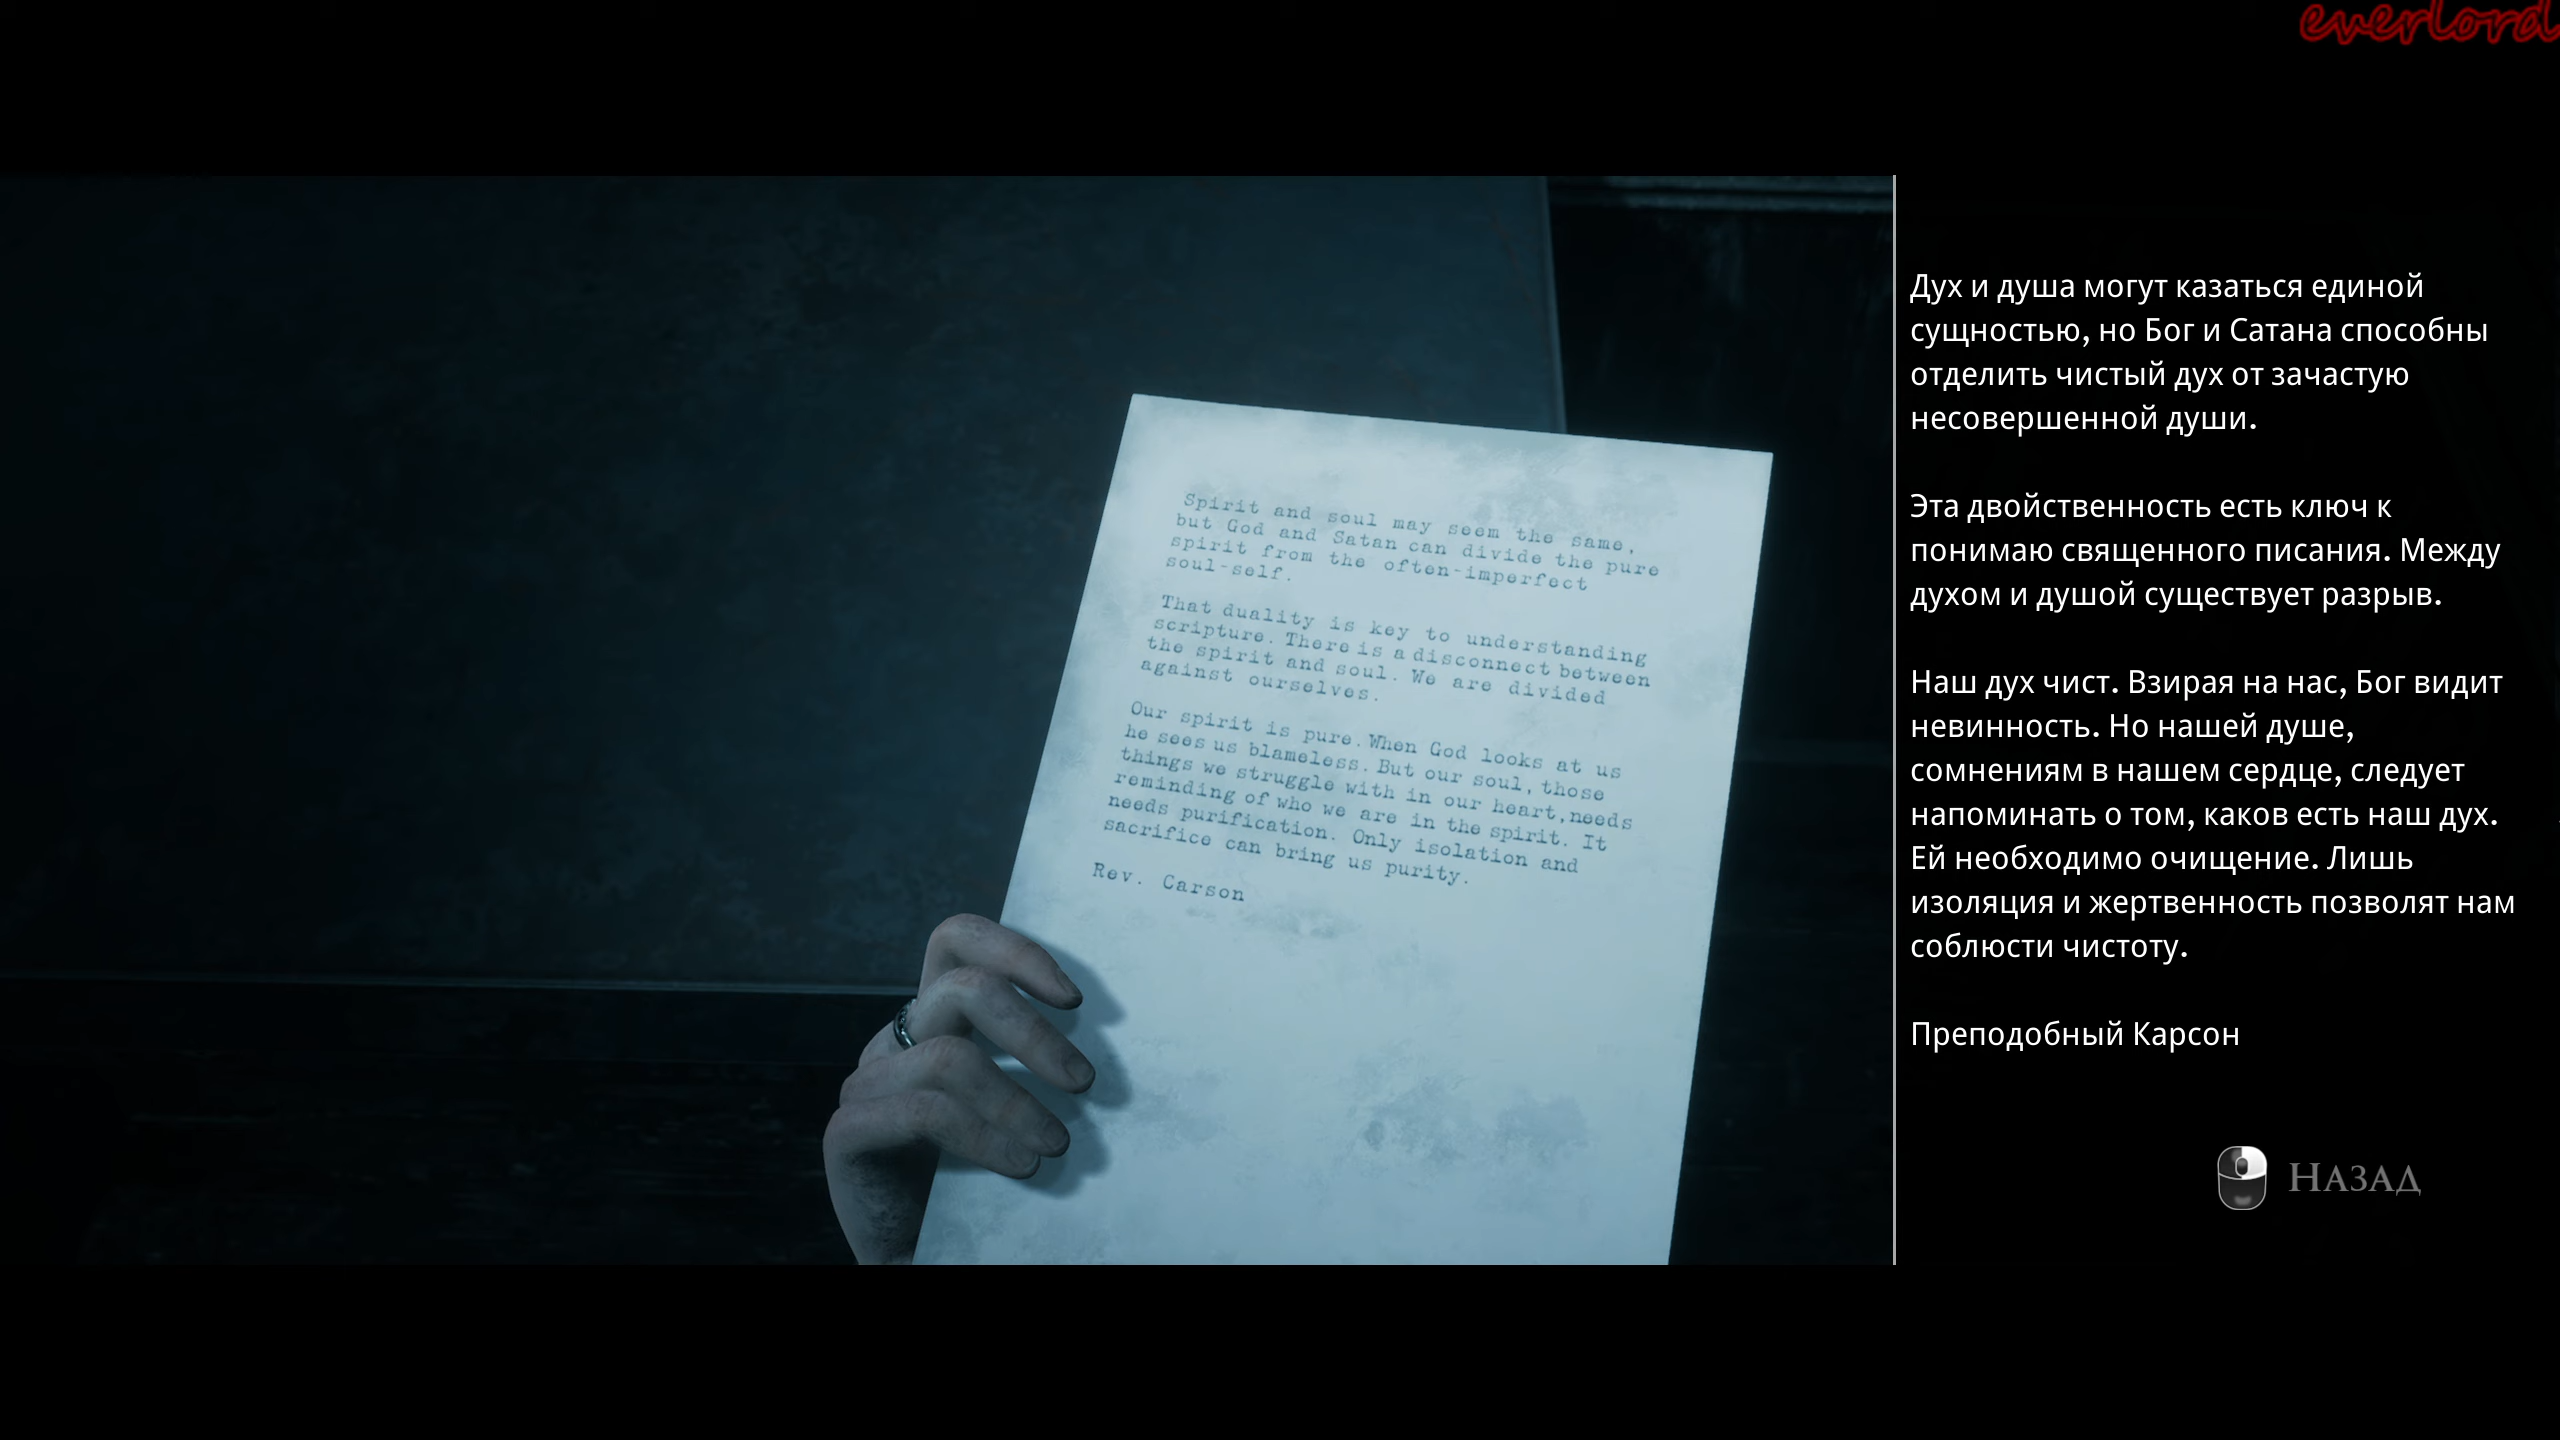 everlord
Spirit and soul may seem the same,
but God and Satan can divide the pure
spirit from the often-imperfect
soul-self.
That duality is key to understanding
scripture. There is a disconnect between
the spirit and soul. We are divided
against ourselves.
Our spirit is pure. When God looks at us
he sees us blameless. But our soul, those
things we struggle with in our heart, needs
reminding of who we are in the spirit. It
needs purification. Only isolation and
sacrifice can bring us purity.
Rev. Carson
Дух и душа могут казаться единой
сущностью, но Бог и Сатана способны
отделить чистый дух от зачастую
несовершенной души.
Эта двойственность есть ключ к
понимаю священного писания. Между
духом и душой существует разрыв.
Наш дух чист. Взирая на нас, Бог видит
невинность. Но нашей душе,
сомнениям в нашем сердце, следует
напоминать о том, каков есть наш дух.
Ей необходимо очищение. Лишь
изоляция и жертвенность позволят нам
соблюсти чистоту.
Преподобный Карсон
Назад